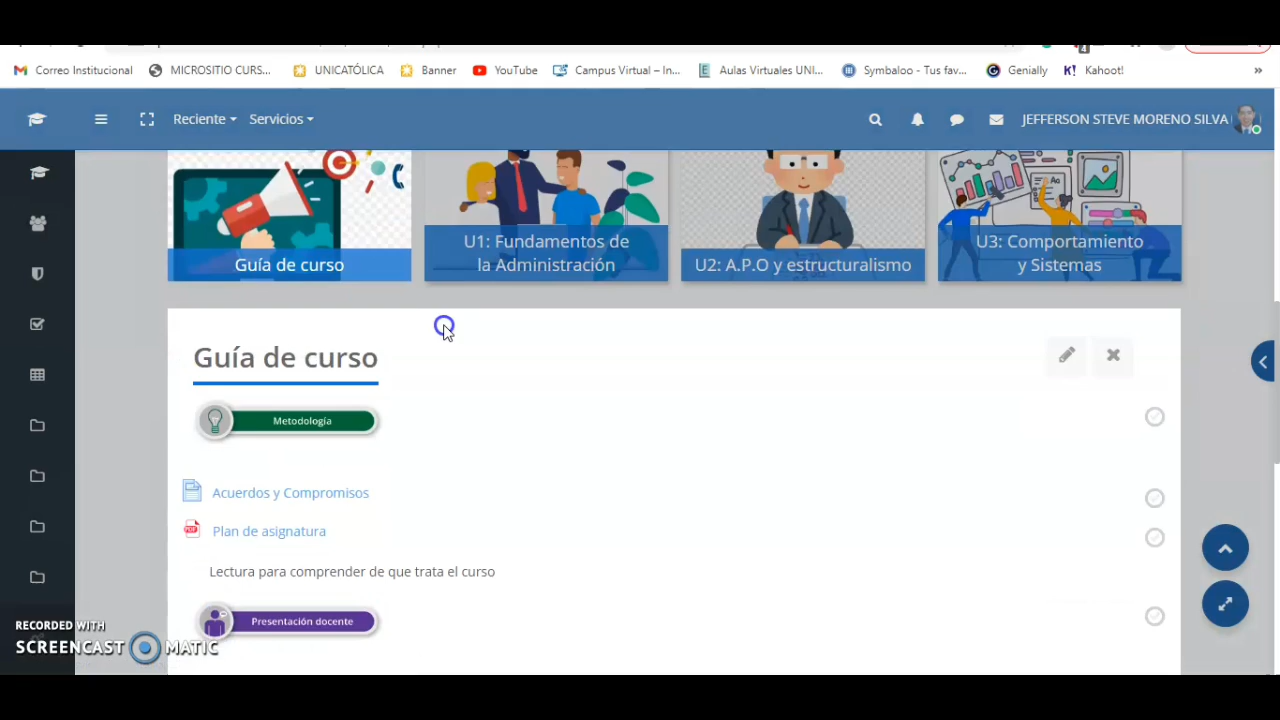 4
Correo Institucional
MICROSITIO CURS...
UNICATÓLICA
Banner
YouTube
Campus Virtual – In...
Aulas Virtuales UNI...
Symbaloo - Tus fav...
Genially
K! Kahoot!
»
Reciente
Servicios
JEFFERSON STEVE MORENO SILVA
Guía de curso
U1: Fundamentos de
la Administración
U2: A.P.O y estructuralismo
U3: Comportamiento
y Sistemas
Guía de curso
Metodología
Acuerdos y Compromisos
PDF
Plan de asignatura
Lectura para comprender de que trata el curso
Presentación docente
RECORDED WITH
SCREENCAST MATIC